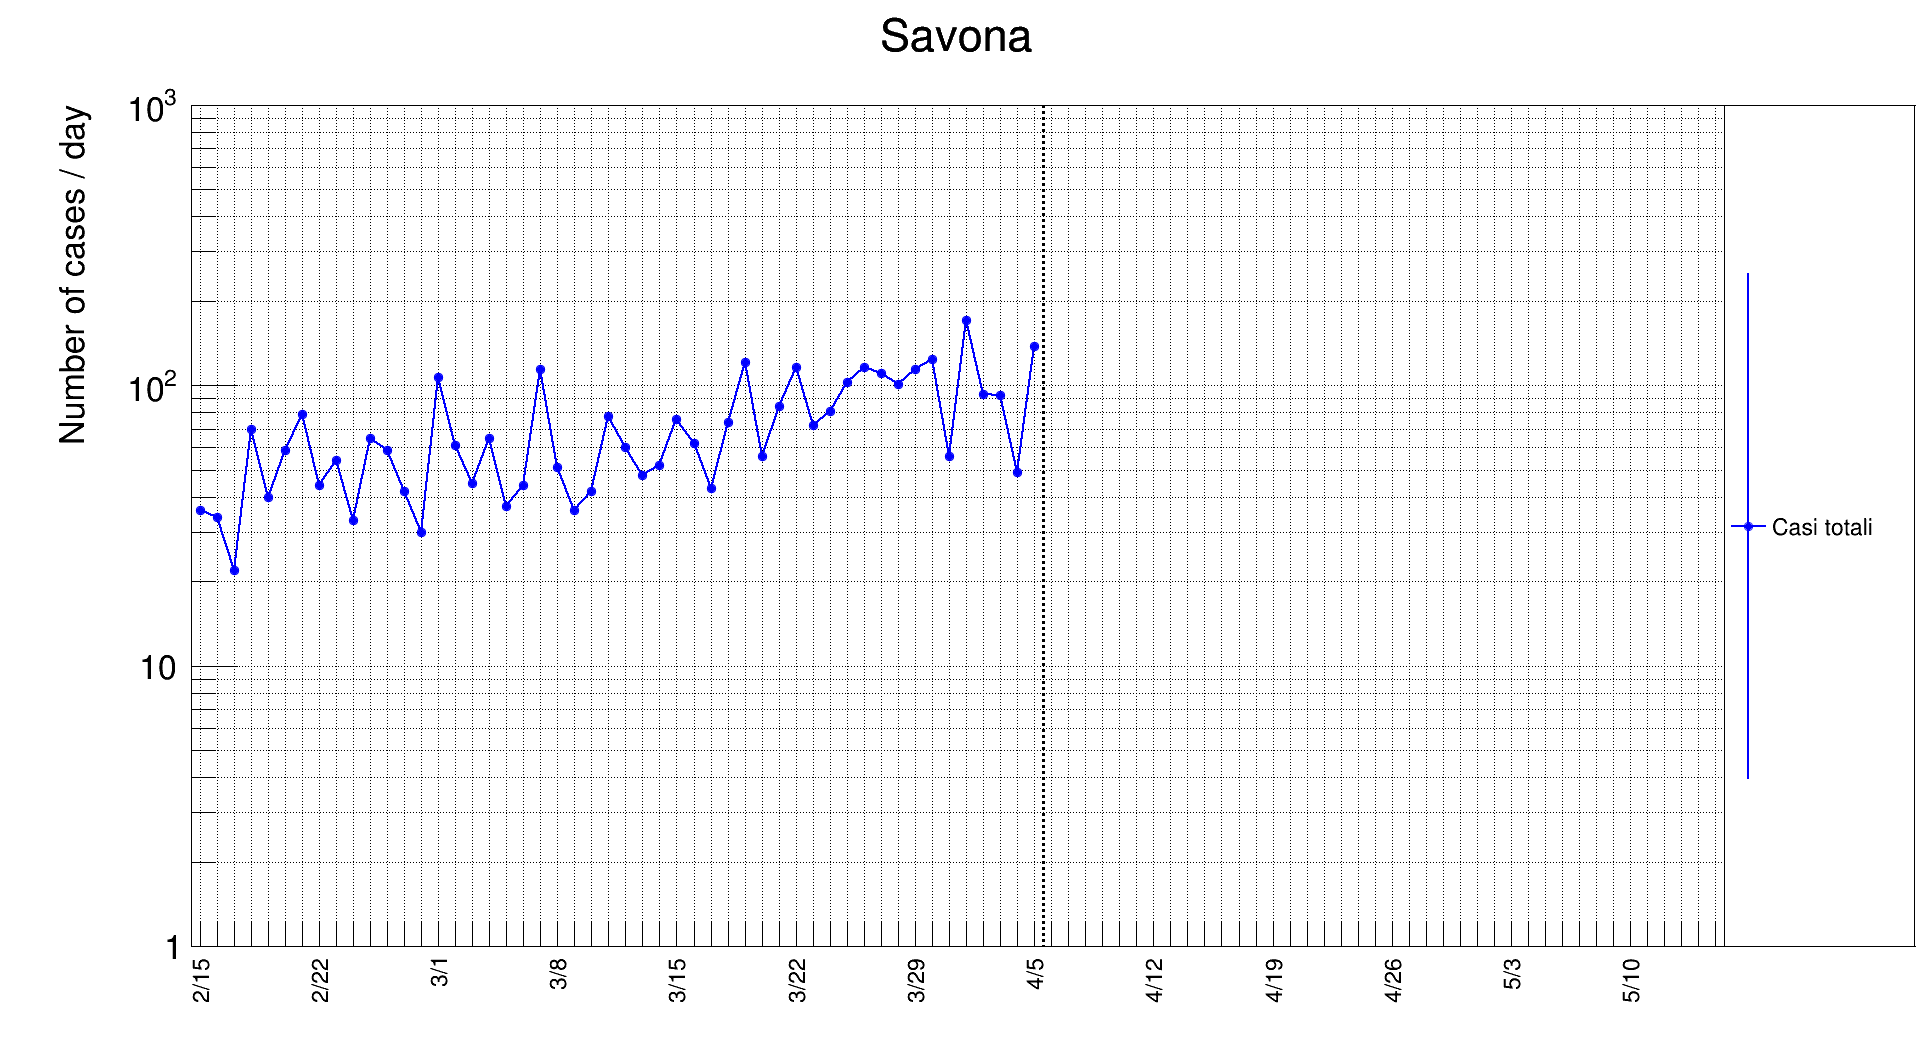 Savona
Number of cases / day
10³
10²
10
1
2/15 2/22 3/1 3/8 3/15 3/22 3/29 4/5 4/12 4/19 4/26 5/3 5/10
Casi totali